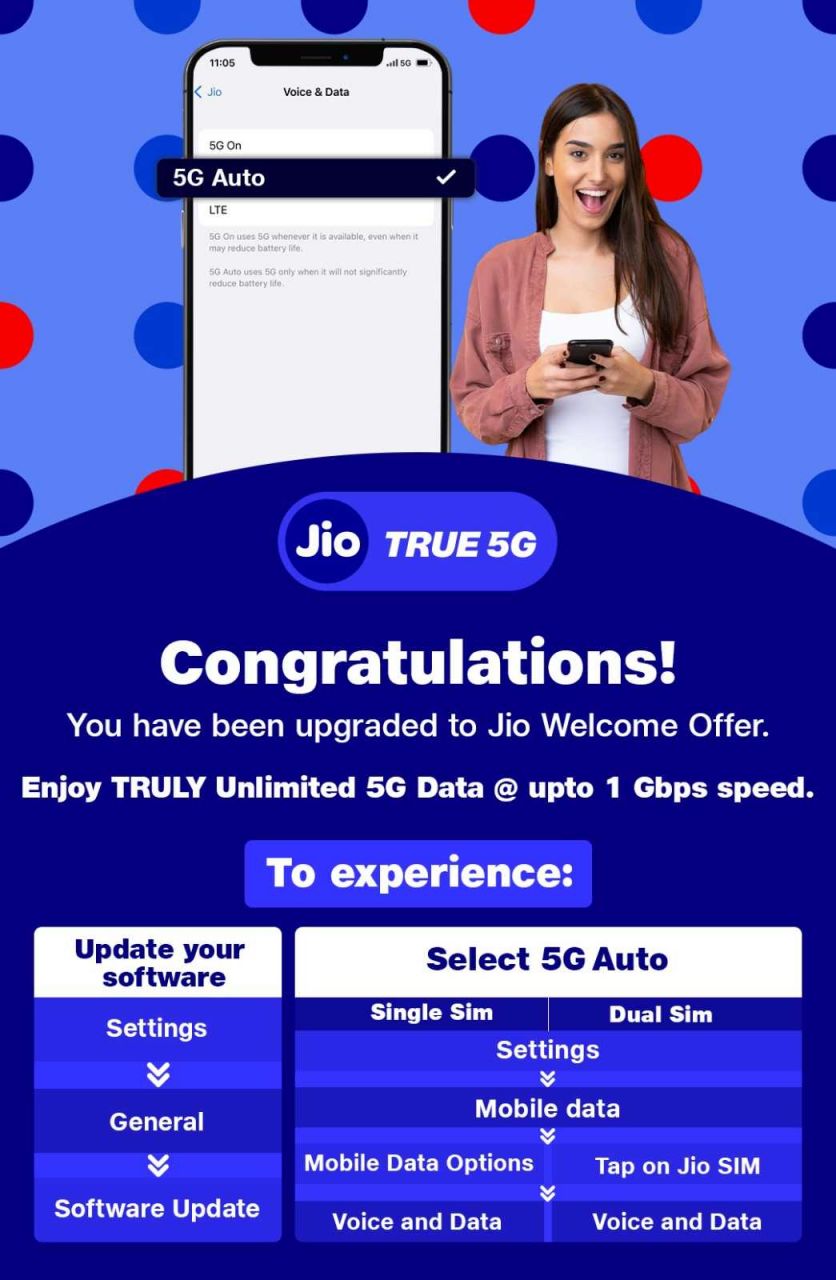 11:05
5G
Jio
Voice & Data
5G On
5G Auto
LTE
5G On uses 5G whenever it is available, even when it
may reduce battery life.
5G Auto uses 5G only when it will not significantly
reduce battery life.
Jio TRUE 5G
Congratulations!
You have been upgraded to Jio Welcome Offer.
Enjoy TRULY Unlimited 5G Data @ upto 1 Gbps speed.
To experience:
Update your
software
Settings
General
Software Update
Select 5G Auto
Single Sim
Dual Sim
Settings
Mobile data
Mobile Data Options
Tap on Jio SIM
Voice and Data
Voice and Data